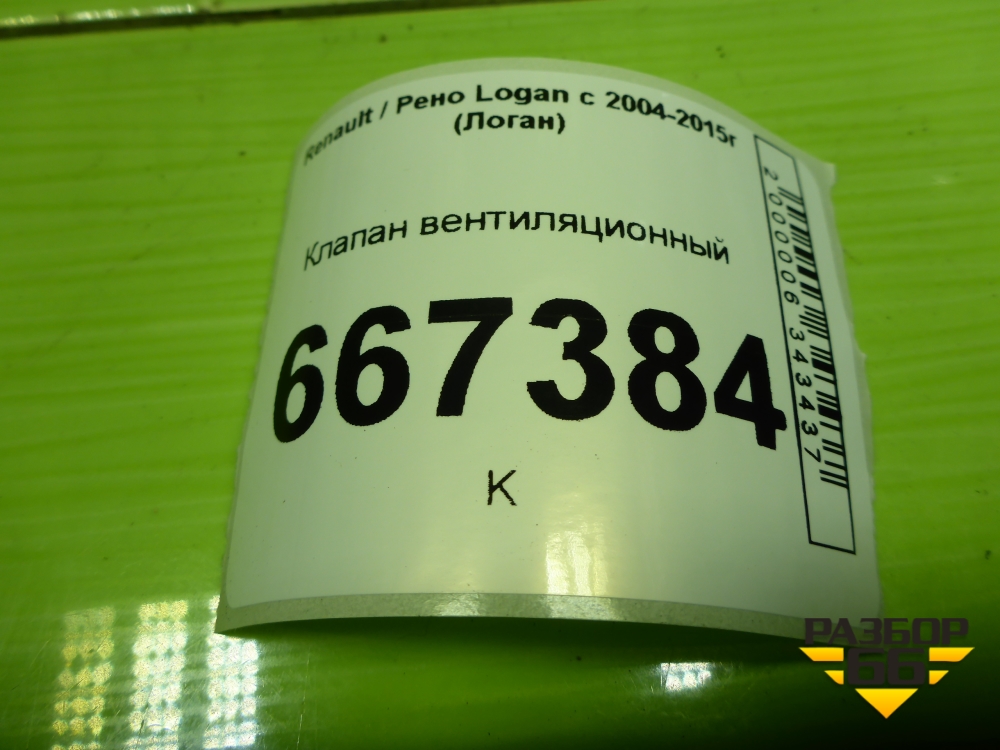 Renault / Рено Logan с 2004-2015г
(Логан)
Клапан вентиляционный
667384
К
2000006343437
РАЗБОР
66